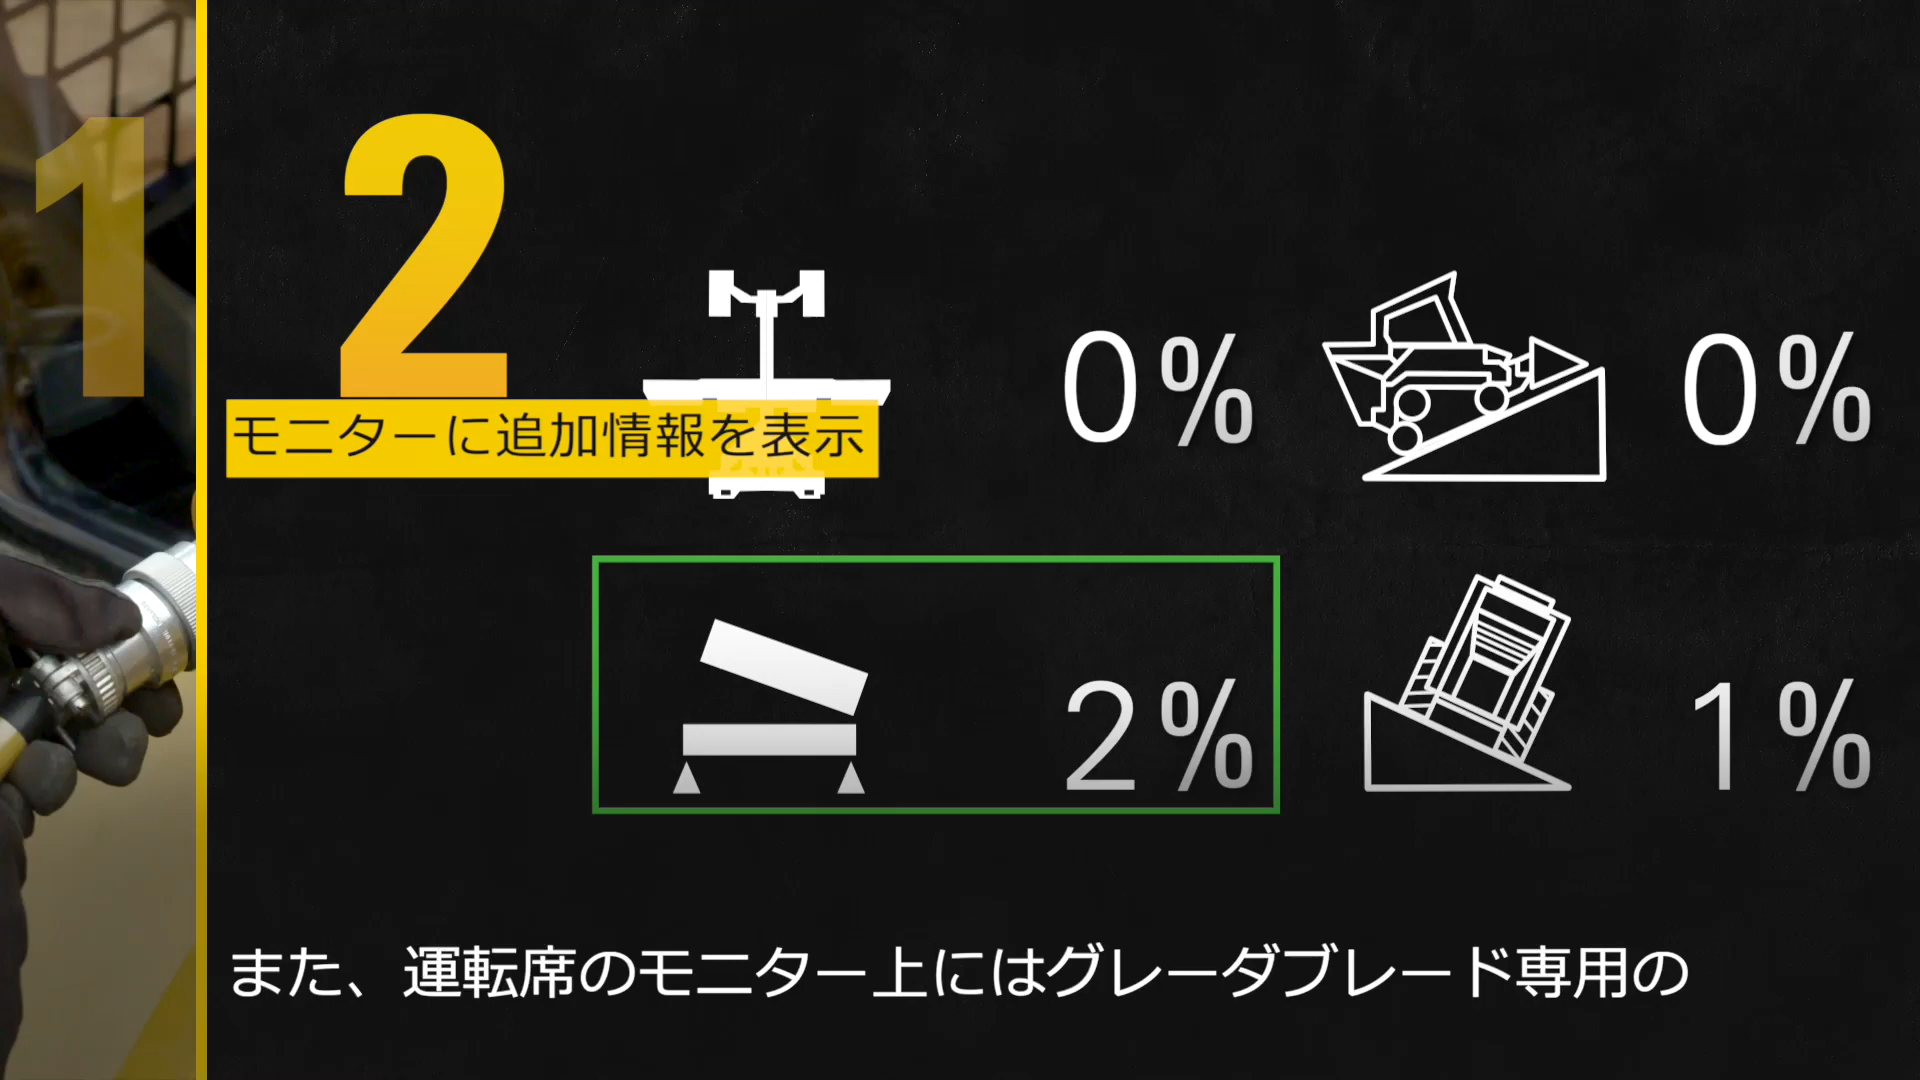 1
2
モニターに追加情報を表示
0% 0%
2% 1%
また、運転席のモニター上にはグレーダブレード専用の